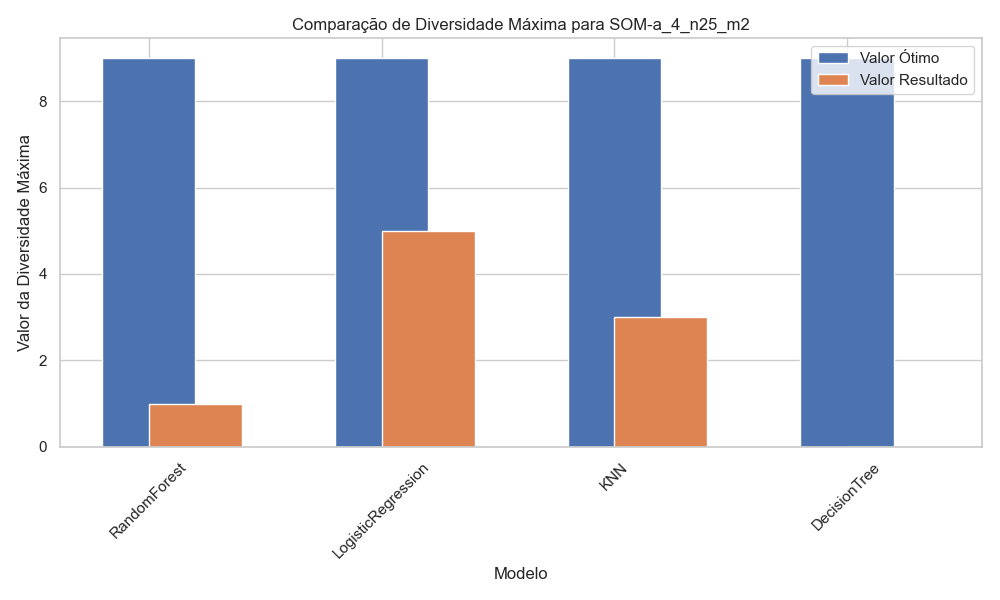 Comparação de Diversidade Máxima para SOM-a_4_n25_m2
Valor Ótimo
Valor Resultado
Valor da Diversidade Máxima
8
6
4
2
0
RandomForest
LogisticRegression
KNN
DecisionTree
Modelo